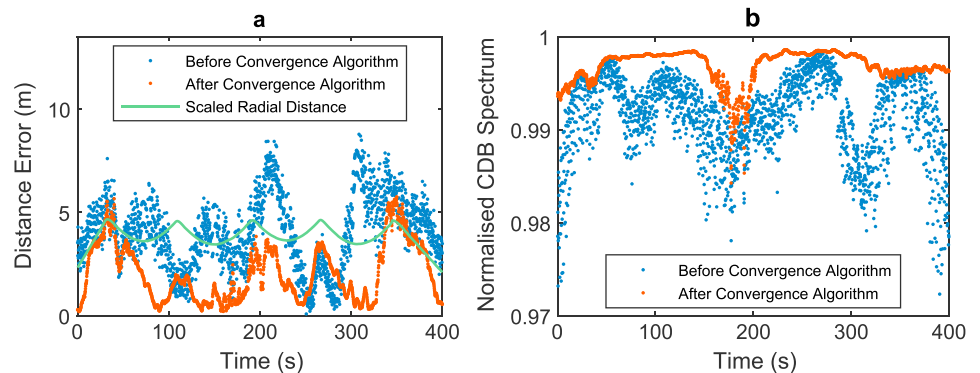 a
Before Convergence Algorithm
After Convergence Algorithm
Scaled Radial Distance
10
5
0
0
100
200
300
400
Distance Error (m)
Time (s)
b
1
0.99
0.98
0.97
0
100
200
300
400
Normalised CDB Spectrum
Before Convergence Algorithm
After Convergence Algorithm
Time (s)